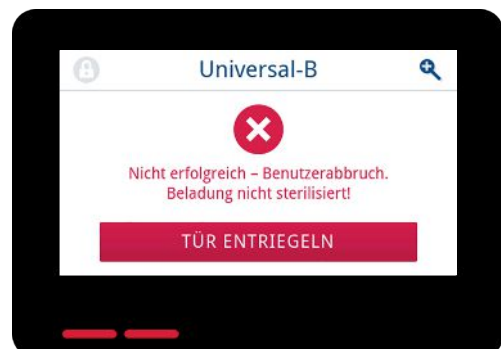 Universal-B
Nicht erfolgreich – Benutzerabbruch.
Beladung nicht sterilisiert!
TÜR ENTRIEGELN